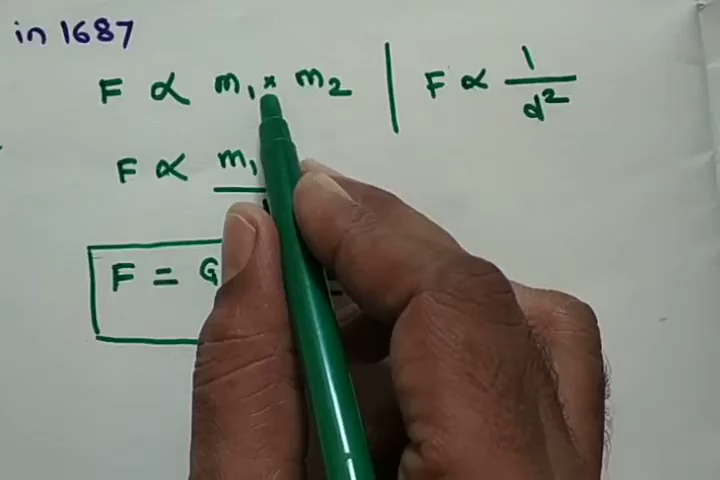 in 1687
F ∝ m₁ × m₂ | F ∝ 1/d²
F ∝ m₁
F = G